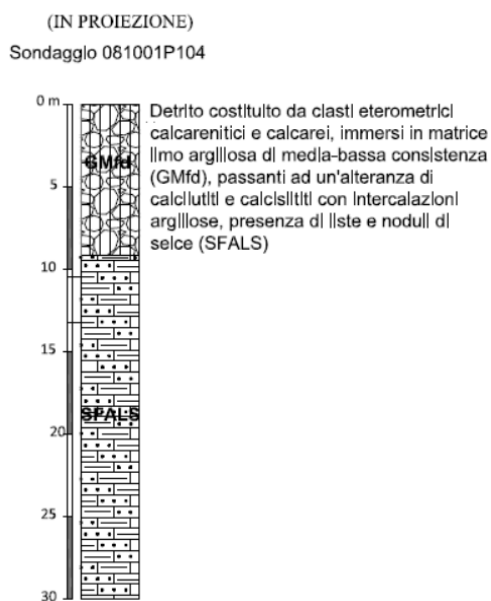 (IN PROIEZIONE)
Sondaggio 081001P104
0 m
Detrito costituito da clasti eterometrici
calcarenitici e calcarei, immersi in matrice
limo argillosa di media-bassa consistenza
(GMfd), passanti ad un'alteranza di
calcilutiti e calcisiltiti con intercalazioni
argillose, presenza di liste e noduli di
selce (SFALS)
GMfd
5
10
15
SFALS
20
25
30